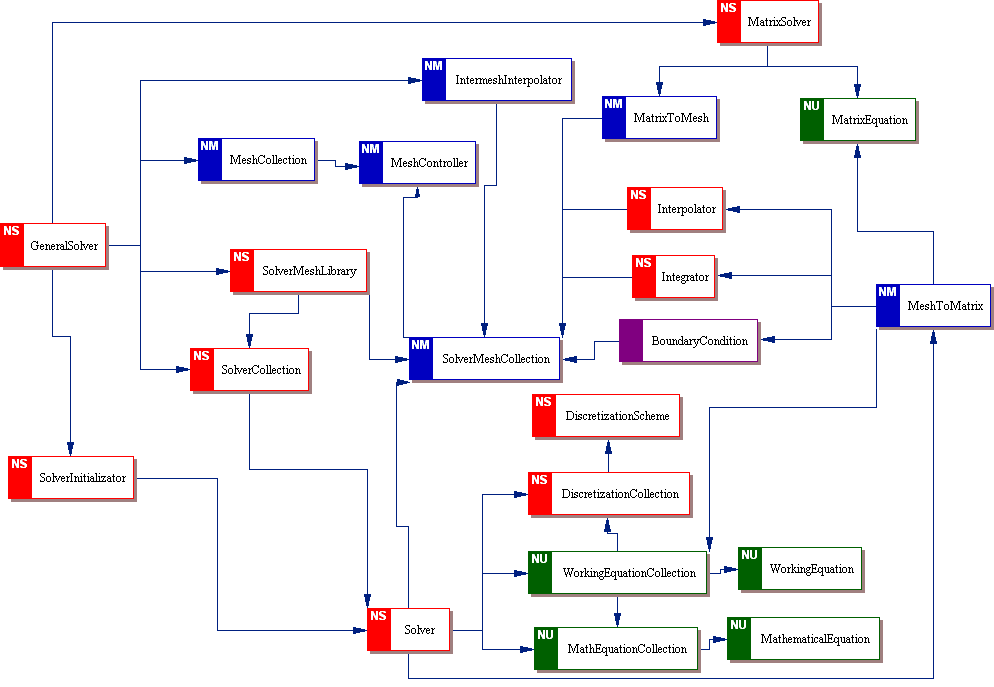 NS MatrixSolver
NM IntermeshInterpolator
NM MatrixToMesh
NU MatrixEquation
NM MeshCollection
NM MeshController
NS Interpolator
NS GeneralSolver
NS SolverMeshLibrary
NS Integrator
NM MeshToMatrix
BoundaryCondition
NM SolverMeshCollection
NS SolverCollection
NS DiscretizationScheme
NS SolverInitializator
NS DiscretizationCollection
NU WorkingEquationCollection
NU WorkingEquation
NS Solver
NU MathEquationCollection
NU MathematicalEquation